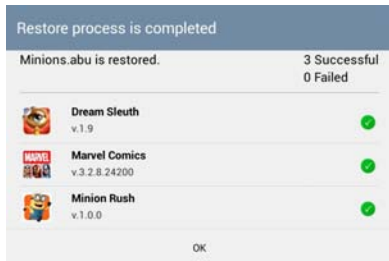 Restore process is completed
Minions.abu is restored.
3 Successful
0 Failed
Dream Sleuth
v.1.9
MARVEL
Marvel Comics
v.3.2.8.24200
Minion Rush
v.1.0.0
OK